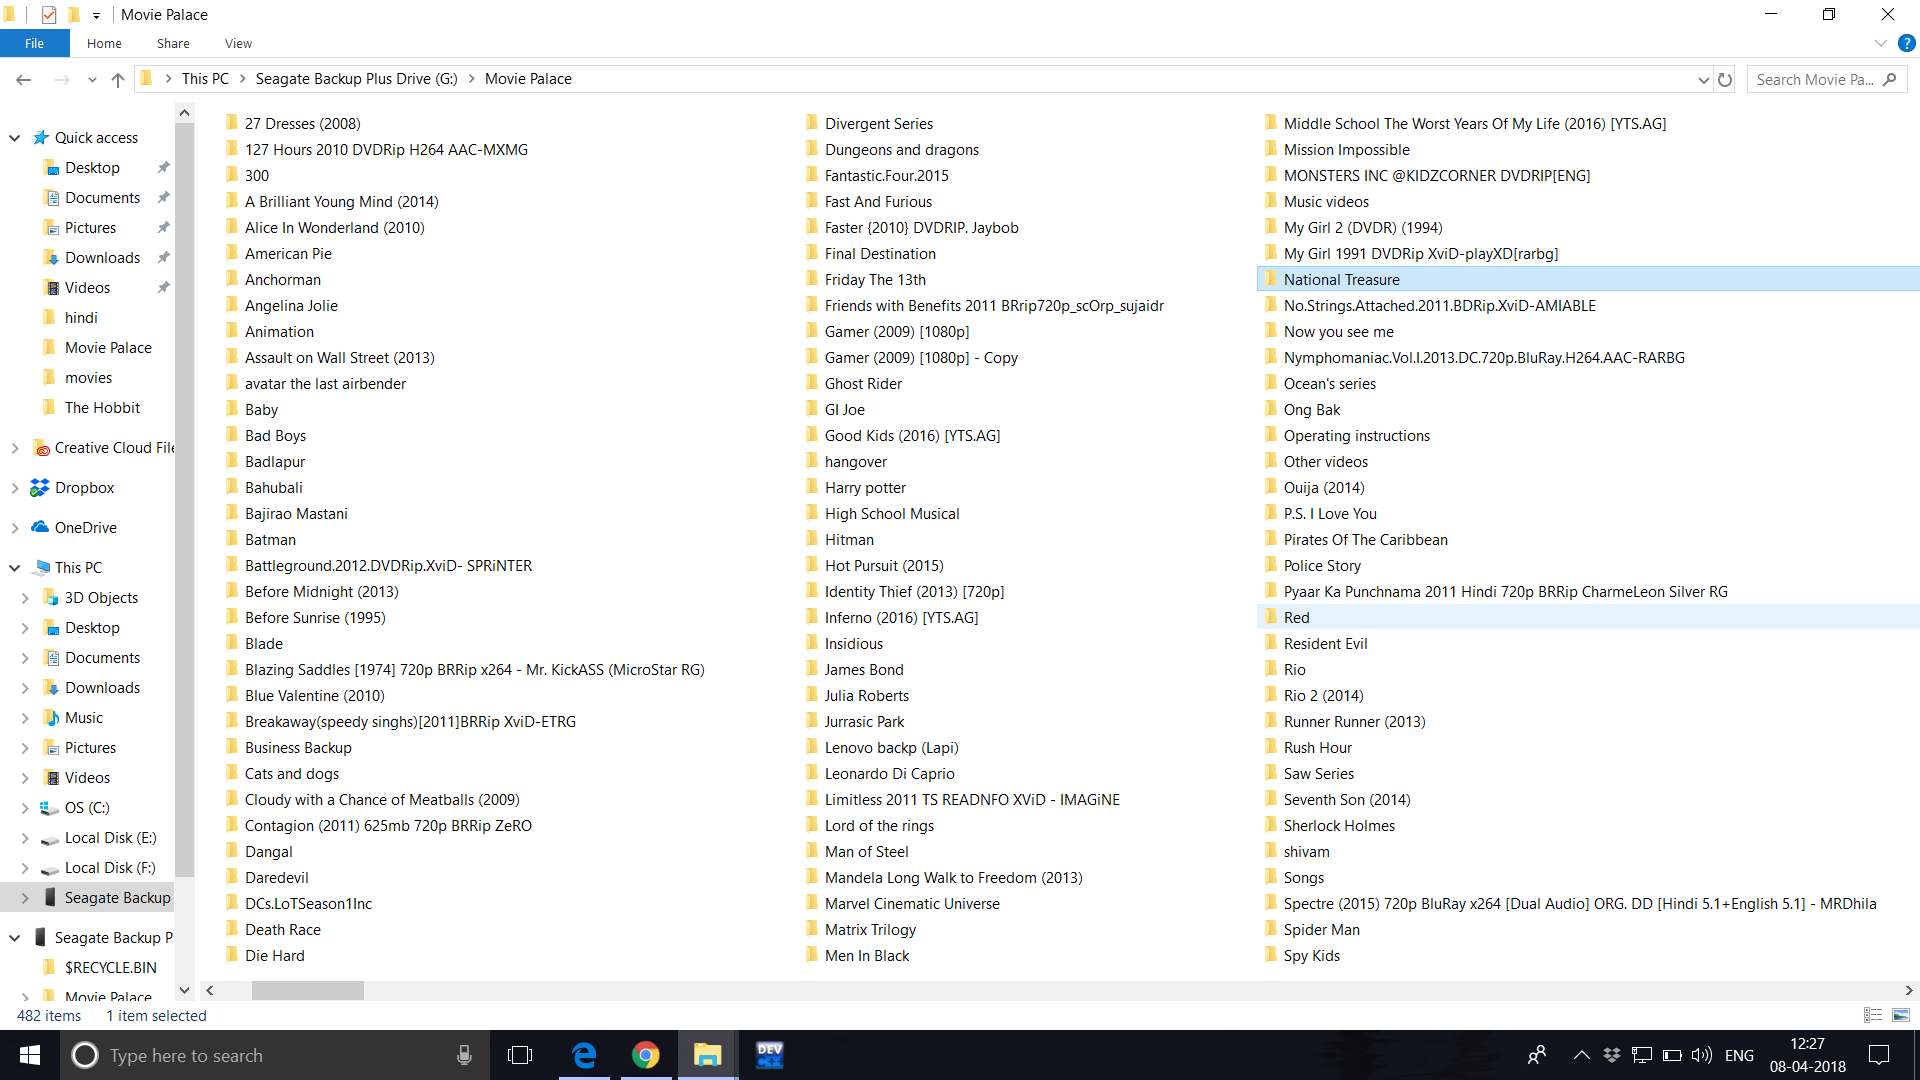 Movie Palace
File Home Share View
This PC Seagate Backup Plus Drive (G:) Movie Palace
Search Movie Pa...
Quick access
Desktop
Documents
Pictures
Downloads
Videos
hindi
Movie Palace
movies
The Hobbit
Creative Cloud File
Dropbox
OneDrive
This PC
3D Objects
Desktop
Documents
Downloads
Music
Pictures
Videos
OS (C:)
Local Disk (E:)
Local Disk (F:)
Seagate Backup
Seagate Backup P
$RECYCLE.BIN
Movie Palace
27 Dresses (2008)
127 Hours 2010 DVDRip H264 AAC-MXMG
300
A Brilliant Young Mind (2014)
Alice In Wonderland (2010)
American Pie
Anchorman
Angelina Jolie
Animation
Assault on Wall Street (2013)
avatar the last airbender
Baby
Bad Boys
Badlapur
Bahubali
Bajirao Mastani
Batman
Battleground.2012.DVDRip.XviD- SPRiNTER
Before Midnight (2013)
Before Sunrise (1995)
Blade
Blazing Saddles [1974] 720p BRRip x264 - Mr. KickASS (MicroStar RG)
Blue Valentine (2010)
Breakaway(speedy singhs)[2011]BRRip XviD-ETRG
Business Backup
Cats and dogs
Cloudy with a Chance of Meatballs (2009)
Contagion (2011) 625mb 720p BRRip ZeRO
Dangal
Daredevil
DCs.LoTSeason1Inc
Death Race
Die Hard
Divergent Series
Dungeons and dragons
Fantastic.Four.2015
Fast And Furious
Faster {2010} DVDRIP. Jaybob
Final Destination
Friday The 13th
Friends with Benefits 2011 BRrip720p_scOrp_sujaidr
Gamer (2009) [1080p]
Gamer (2009) [1080p] - Copy
Ghost Rider
GI Joe
Good Kids (2016) [YTS.AG]
hangover
Harry potter
High School Musical
Hitman
Hot Pursuit (2015)
Identity Thief (2013) [720p]
Inferno (2016) [YTS.AG]
Insidious
James Bond
Julia Roberts
Jurrasic Park
Lenovo backp (Lapi)
Leonardo Di Caprio
Limitless 2011 TS READNFO XViD - IMAGiNE
Lord of the rings
Man of Steel
Mandela Long Walk to Freedom (2013)
Marvel Cinematic Universe
Matrix Trilogy
Men In Black
Middle School The Worst Years Of My Life (2016) [YTS.AG]
Mission Impossible
MONSTERS INC @KIDZCORNER DVDRIP[ENG]
Music videos
My Girl 2 (DVDR) (1994)
My Girl 1991 DVDRip XviD-playXD[rarbg]
National Treasure
No.Strings.Attached.2011.BDRip.XviD-AMIABLE
Now you see me
Nymphomaniac.Vol.I.2013.DC.720p.BluRay.H264.AAC-RARBG
Ocean's series
Ong Bak
Operating instructions
Other videos
Ouija (2014)
P.S. I Love You
Pirates Of The Caribbean
Police Story
Pyaar Ka Punchnama 2011 Hindi 720p BRRip CharmeLeon Silver RG
Red
Resident Evil
Rio
Rio 2 (2014)
Runner Runner (2013)
Rush Hour
Saw Series
Seventh Son (2014)
Sherlock Holmes
shivam
Songs
Spectre (2015) 720p BluRay x264 [Dual Audio] ORG. DD [Hindi 5.1+English 5.1] - MRDhila
Spider Man
Spy Kids
482 items 1 item selected
Type here to search
DEV
C++
ENG
12:27
08-04-2018